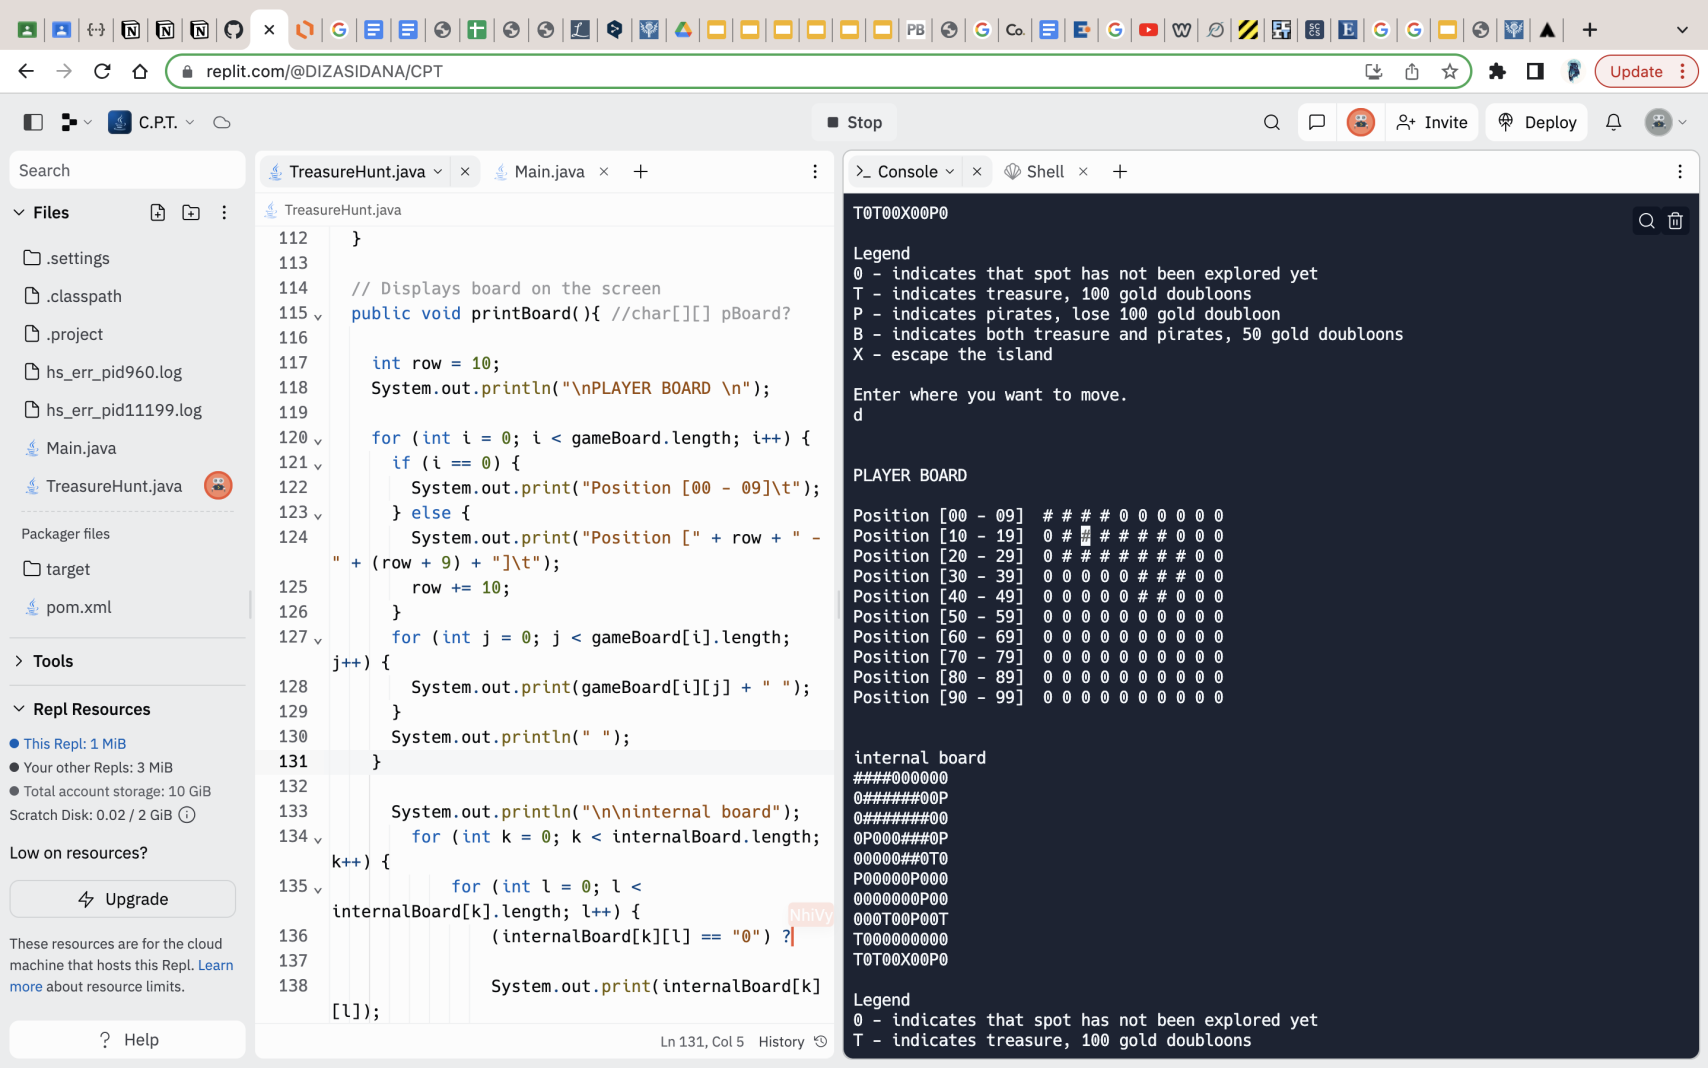 replit.com/@DIZASIDANA/CPT
Update
C.P.T.
Stop
Invite
Deploy
Search
Files
.settings
.classpath
.project
hs_err_pid960.log
hs_err_pid11199.log
Main.java
TreasureHunt.java
Packager files
target
pom.xml
Tools
Repl Resources
This Repl: 1 MiB
Your other Repls: 3 MiB
Total account storage: 10 GiB
Scratch Disk: 0.02 / 2 GiB
Low on resources?
Upgrade
These resources are for the cloud
machine that hosts this Repl. Learn
more about resource limits.
? Help
TreasureHunt.java
Main.java
TreasureHunt.java
112 }
113
114 // Displays board on the screen
115 public void printBoard(){ //char[][] pBoard?
116
117 int row = 10;
118 System.out.println("\nPLAYER BOARD \n");
119
120 for (int i = 0; i < gameBoard.length; i++) {
121 if (i == 0) {
122 System.out.print("Position [00 - 09]\t");
123 } else {
124 System.out.print("Position [" + row + " -
" + (row + 9) + "]\t");
125 row += 10;
126 }
127 for (int j = 0; j < gameBoard[i].length;
j++) {
128 System.out.print(gameBoard[i][j] + " ");
129 }
130 System.out.println(" ");
131 }
132
133 System.out.println("\n\ninternal board");
134 for (int k = 0; k < internalBoard.length;
k++) {
135 for (int l = 0; l <
internalBoard[k].length; l++) {
NhiVy
136 (internalBoard[k][l] == "0") ?
137
138 System.out.print(internalBoard[k]
[l]);
Ln 131, Col 5 History
Console
Shell
T0T00X00P0
Legend
0 - indicates that spot has not been explored yet
T - indicates treasure, 100 gold doubloons
P - indicates pirates, lose 100 gold doubloon
B - indicates both treasure and pirates, 50 gold doubloons
X - escape the island
Enter where you want to move.
d
PLAYER BOARD
Position [00 - 09] # # # # 0 0 0 0 0 0
Position [10 - 19] 0 # # # # # # 0 0 0
Position [20 - 29] 0 # # # # # # # 0 0
Position [30 - 39] 0 0 0 0 0 # # # 0 0
Position [40 - 49] 0 0 0 0 0 # # 0 0 0
Position [50 - 59] 0 0 0 0 0 0 0 0 0 0
Position [60 - 69] 0 0 0 0 0 0 0 0 0 0
Position [70 - 79] 0 0 0 0 0 0 0 0 0 0
Position [80 - 89] 0 0 0 0 0 0 0 0 0 0
Position [90 - 99] 0 0 0 0 0 0 0 0 0 0
internal board
####000000
0######00P
0#######00
0P000###0P
00000##0T0
P00000P000
0000000P00
000T00P00T
T000000000
T0T00X00P0
Legend
0 - indicates that spot has not been explored yet
T - indicates treasure, 100 gold doubloons